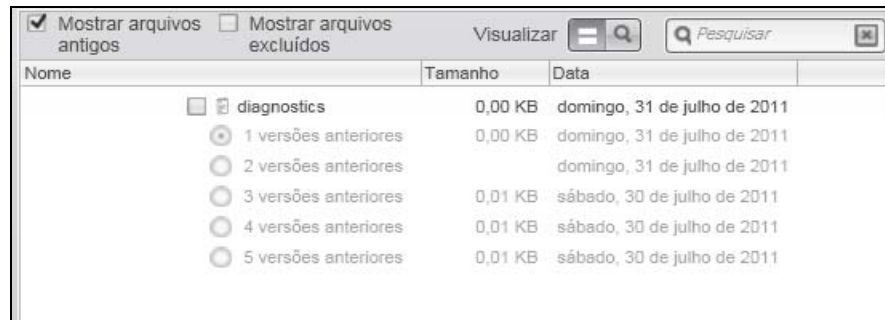 Mostrar arquivos antigos
Mostrar arquivos excluídos
Visualizar
Pesquisar
Nome Tamanho Data
diagnostics 0,00 KB domingo, 31 de julho de 2011
1 versões anteriores 0,00 KB domingo, 31 de julho de 2011
2 versões anteriores domingo, 31 de julho de 2011
3 versões anteriores 0,01 KB sábado, 30 de julho de 2011
4 versões anteriores 0,01 KB sábado, 30 de julho de 2011
5 versões anteriores 0,01 KB sábado, 30 de julho de 2011